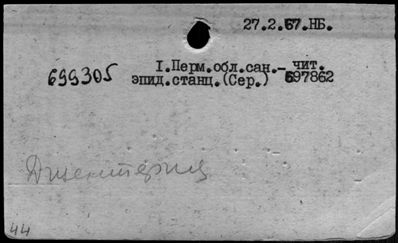 27.2.67.НБ.
I.Перм.обл.сан.- чит.
699305
эпид.станц.(Сер.) 697862
Дизентерия
44